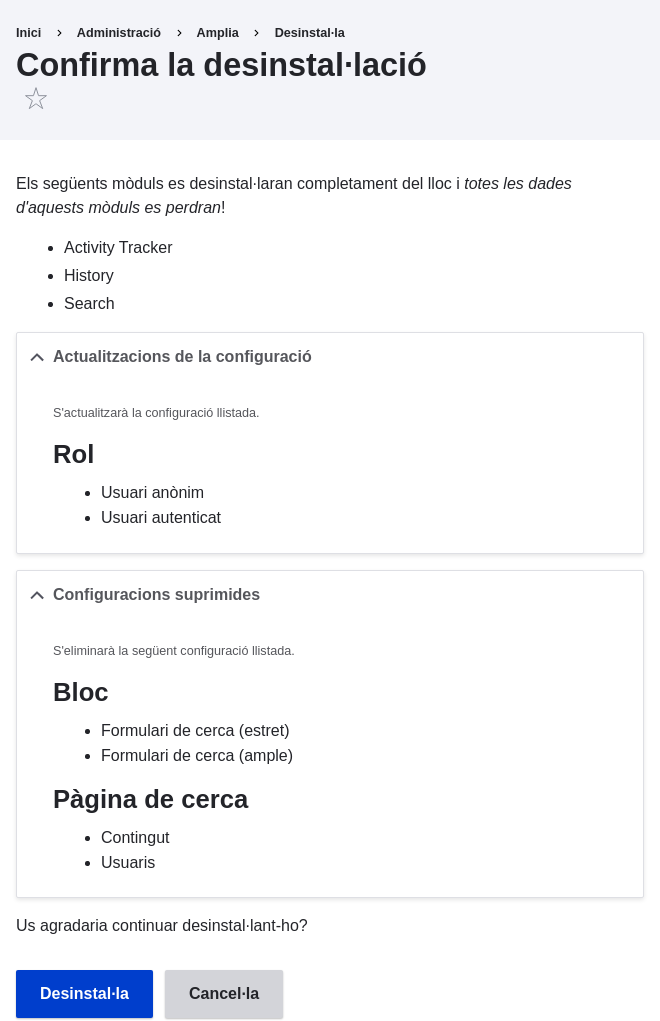 Inici > Administració > Amplia > Desinstal·la
Confirma la desinstal·lació
Els següents mòduls es desinstal·laran completament del lloc i totes les dades
d'aquests mòduls es perdran!
Activity Tracker
History
Search
Actualitzacions de la configuració
S'actualitzarà la configuració llistada.
Rol
Usuari anònim
Usuari autenticat
Configuracions suprimides
S'eliminarà la següent configuració llistada.
Bloc
Formulari de cerca (estret)
Formulari de cerca (ample)
Pàgina de cerca
Contingut
Usuaris
Us agradaria continuar desinstal·lant-ho?
Desinstal·la Cancel·la